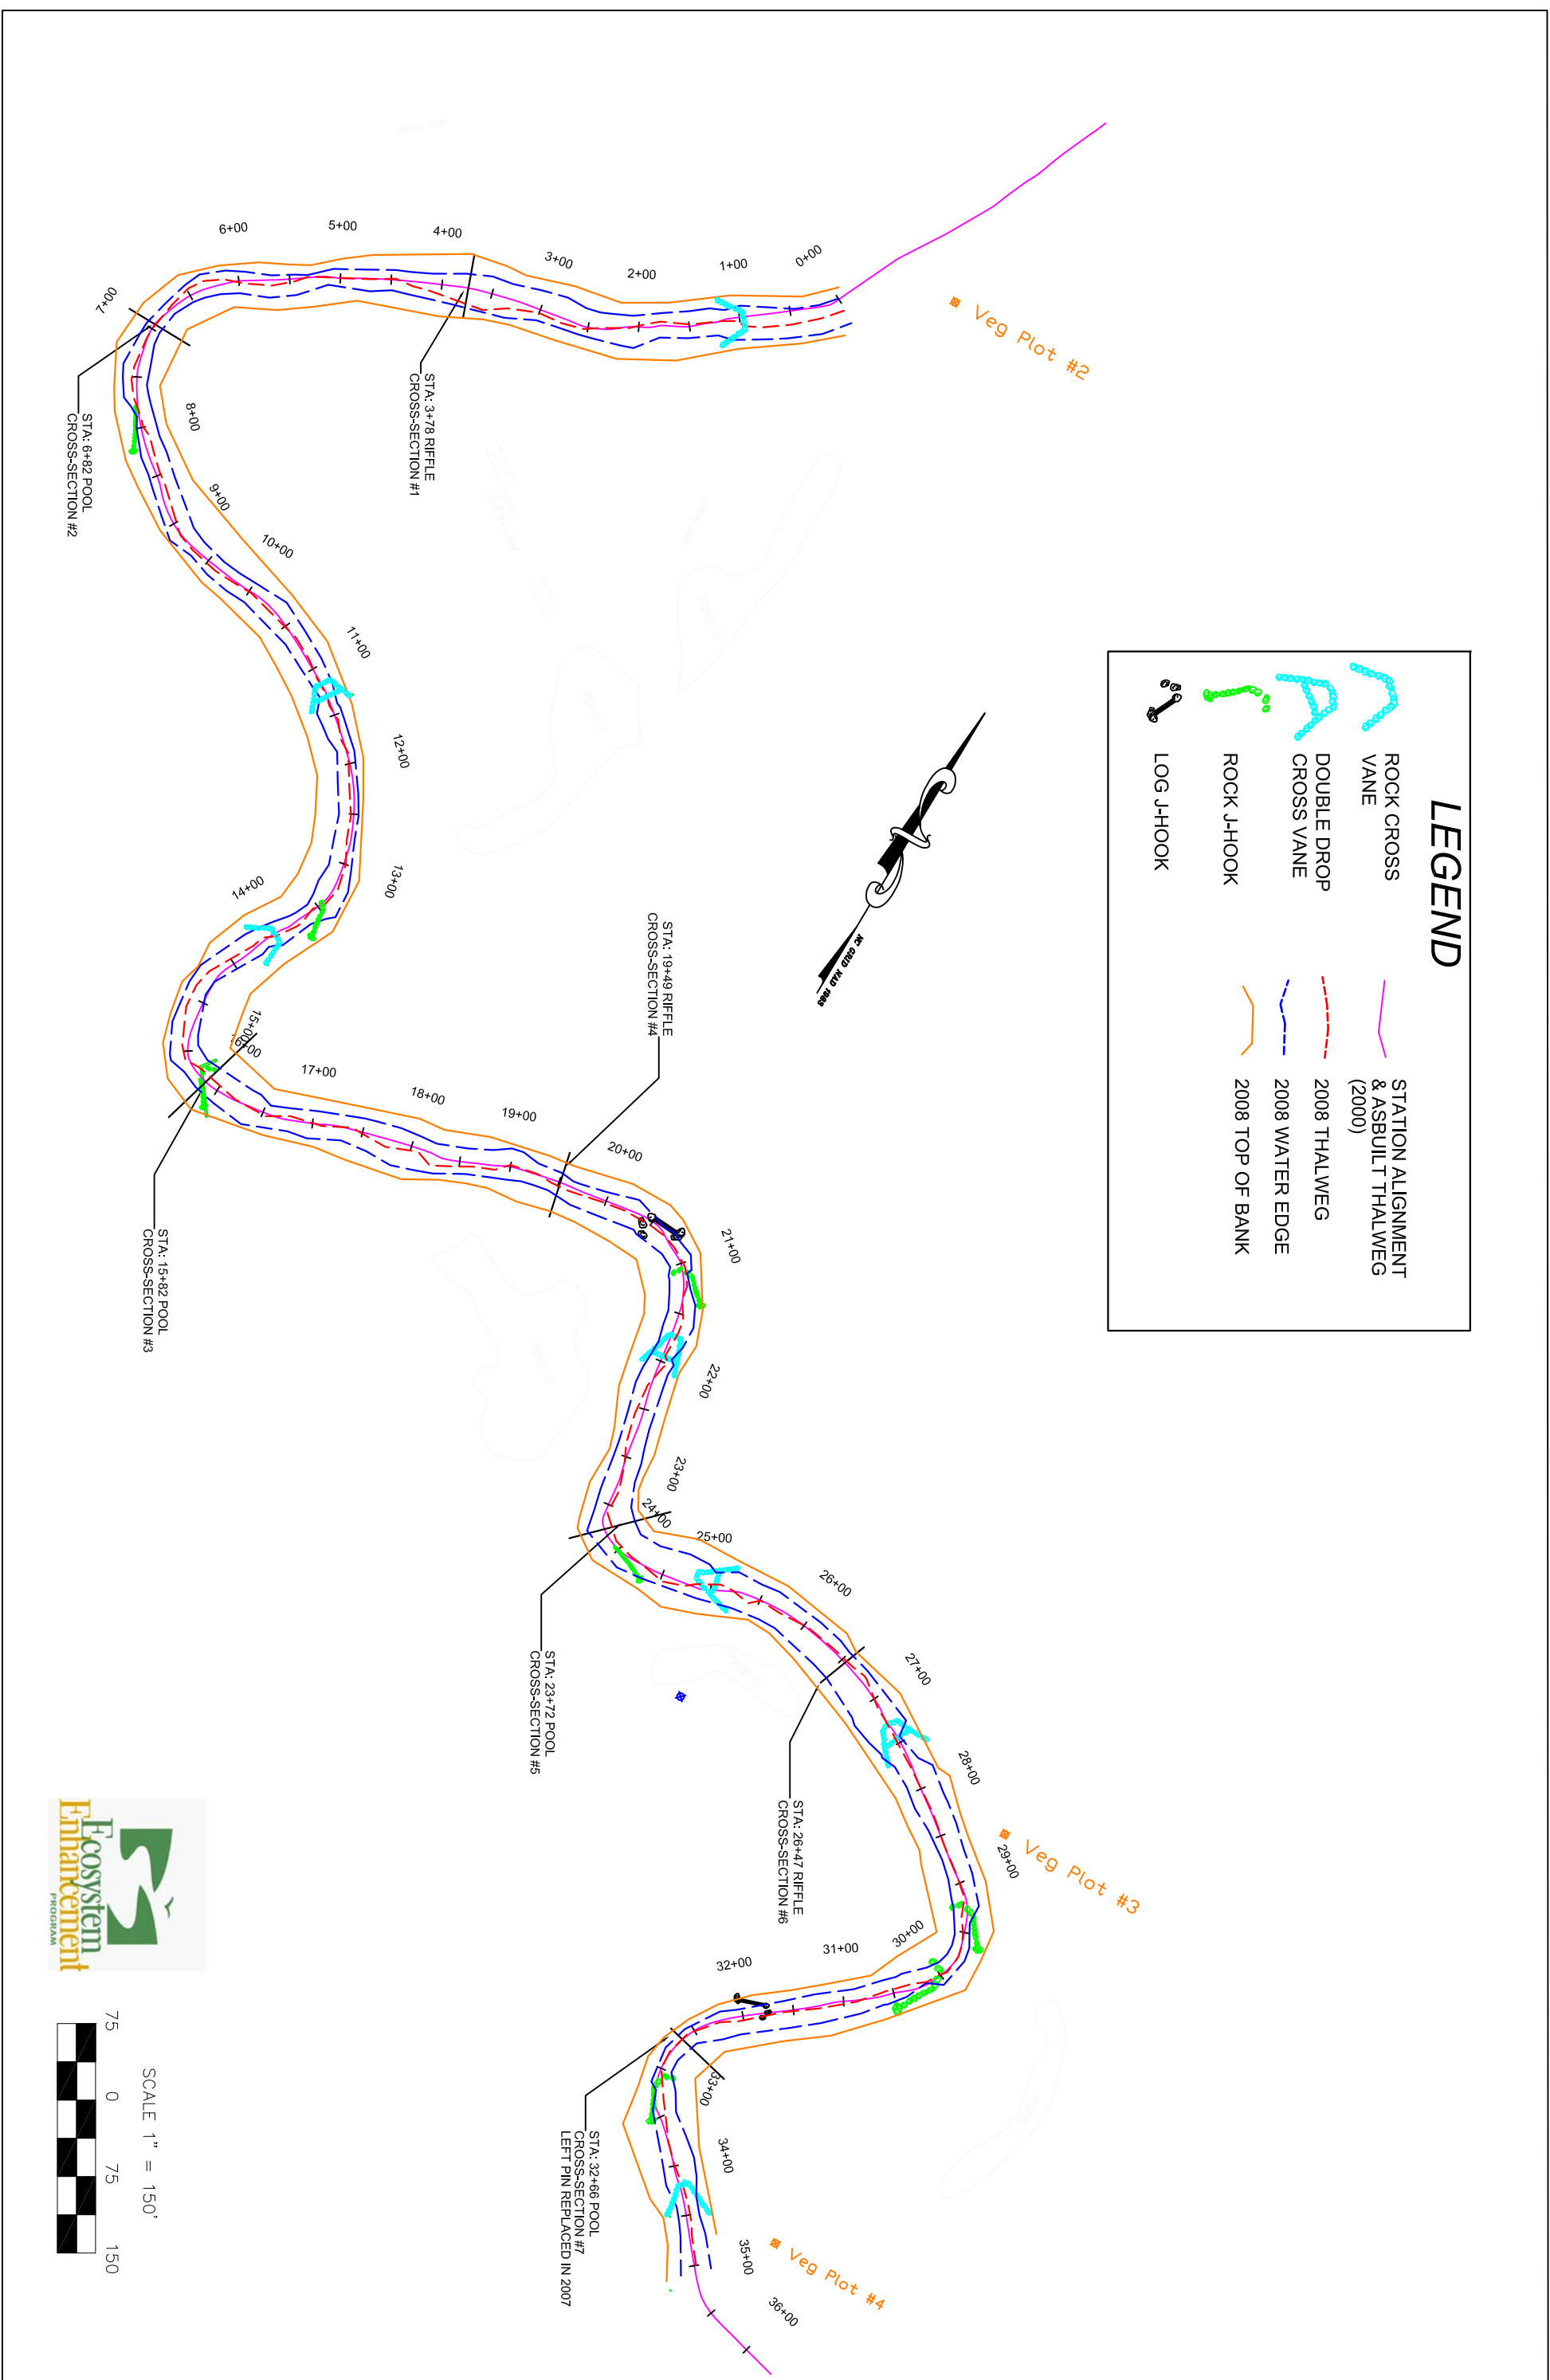 LEGEND
ROCK CROSS
VANE
DOUBLE DROP
CROSS VANE
ROCK J-HOOK
LOG J-HOOK
STATION ALIGNMENT
& ASBUILT THALWEG
(2000)
2008 THALWEG
2008 WATER EDGE
2008 TOP OF BANK
NC GRID NAD 1983
Veg Plot #2
0+00
1+00
2+00
3+00
4+00
5+00
6+00
7+00
8+00
9+00
10+00
11+00
12+00
13+00
14+00
15+00
16+00
17+00
18+00
19+00
20+00
21+00
22+00
23+00
24+00
25+00
26+00
27+00
28+00
29+00
30+00
31+00
32+00
33+00
34+00
35+00
36+00
STA: 3+78 RIFFLE
CROSS-SECTION #1
STA: 6+82 POOL
CROSS-SECTION #2
STA: 15+82 POOL
CROSS-SECTION #3
STA: 19+49 RIFFLE
CROSS-SECTION #4
STA: 23+72 POOL
CROSS-SECTION #5
STA: 26+47 RIFFLE
CROSS-SECTION #6
STA: 32+66 POOL
CROSS-SECTION #7
LEFT PIN REPLACED IN 2007
Veg Plot #3
Veg Plot #4
Ecosystem
Enhancement
PROGRAM
SCALE 1" = 150'
75 0 75 150